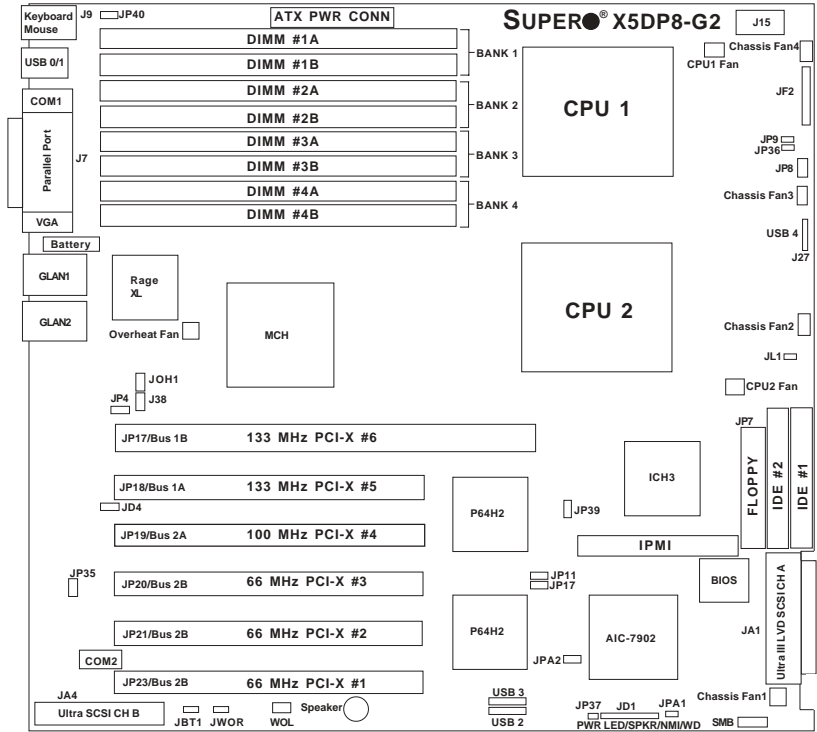 Keyboard
Mouse
J9
JP40
ATX PWR CONN
SUPER® X5DP8-G2
J15
USB 0/1
DIMM #1A
DIMM #1B
BANK 1
Chassis Fan4
CPU1 Fan
COM1
DIMM #2A
DIMM #2B
BANK 2
CPU 1
JF2
Parallel Port
J7
DIMM #3A
DIMM #3B
BANK 3
JP9
JP36
JP8
DIMM #4A
DIMM #4B
BANK 4
Chassis Fan3
VGA
Battery
USB 4
J27
GLAN1
Rage
XL
GLAN2
Overheat Fan
MCH
CPU 2
Chassis Fan2
JL1
JOH1
JP4
J38
CPU2 Fan
JP7
JP17/Bus 1B
133 MHz PCI-X #6
FLOPPY
IDE #2
IDE #1
ICH3
JP18/Bus 1A
133 MHz PCI-X #5
JD4
P64H2
JP39
JP19/Bus 2A
100 MHz PCI-X #4
IPMI
JP35
JP20/Bus 2B
66 MHz PCI-X #3
JP11
JP17
BIOS
Ultra III LVD SCSI CH A
JA1
JP21/Bus 2B
66 MHz PCI-X #2
P64H2
AIC-7902
COM2
JPA2
JP23/Bus 2B
66 MHz PCI-X #1
JA4
Ultra SCSI CH B
JBT1
JWOR
WOL
Speaker
USB 3
USB 2
JP37
JD1
JPA1
PWR LED/SPKR/NMI/WD
Chassis Fan1
SMB